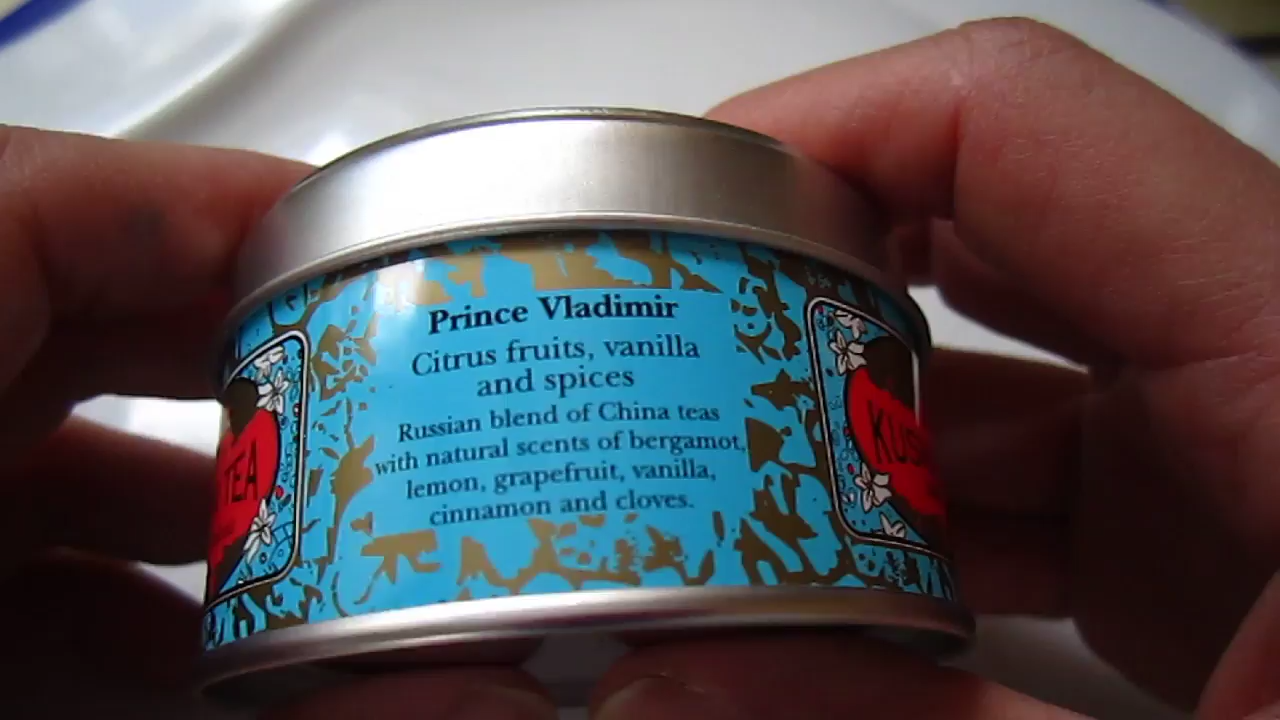 Prince Vladimir
Citrus fruits, vanilla
and spices
Russian blend of China teas
with natural scents of bergamot,
lemon, grapefruit, vanilla,
cinnamon and cloves.
TEA
KUS